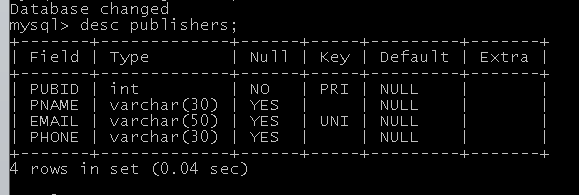 Database changed
mysql> desc publishers;
+-------+-------------+------+-----+---------+-------+
| Field | Type        | Null | Key | Default | Extra |
+-------+-------------+------+-----+---------+-------+
| PUBID | int         | NO   | PRI | NULL    |       |
| PNAME | varchar(30) | YES  |     | NULL    |       |
| EMAIL | varchar(50) | YES  | UNI | NULL    |       |
| PHONE | varchar(30) | YES  |     | NULL    |       |
+-------+-------------+------+-----+---------+-------+
4 rows in set (0.04 sec)